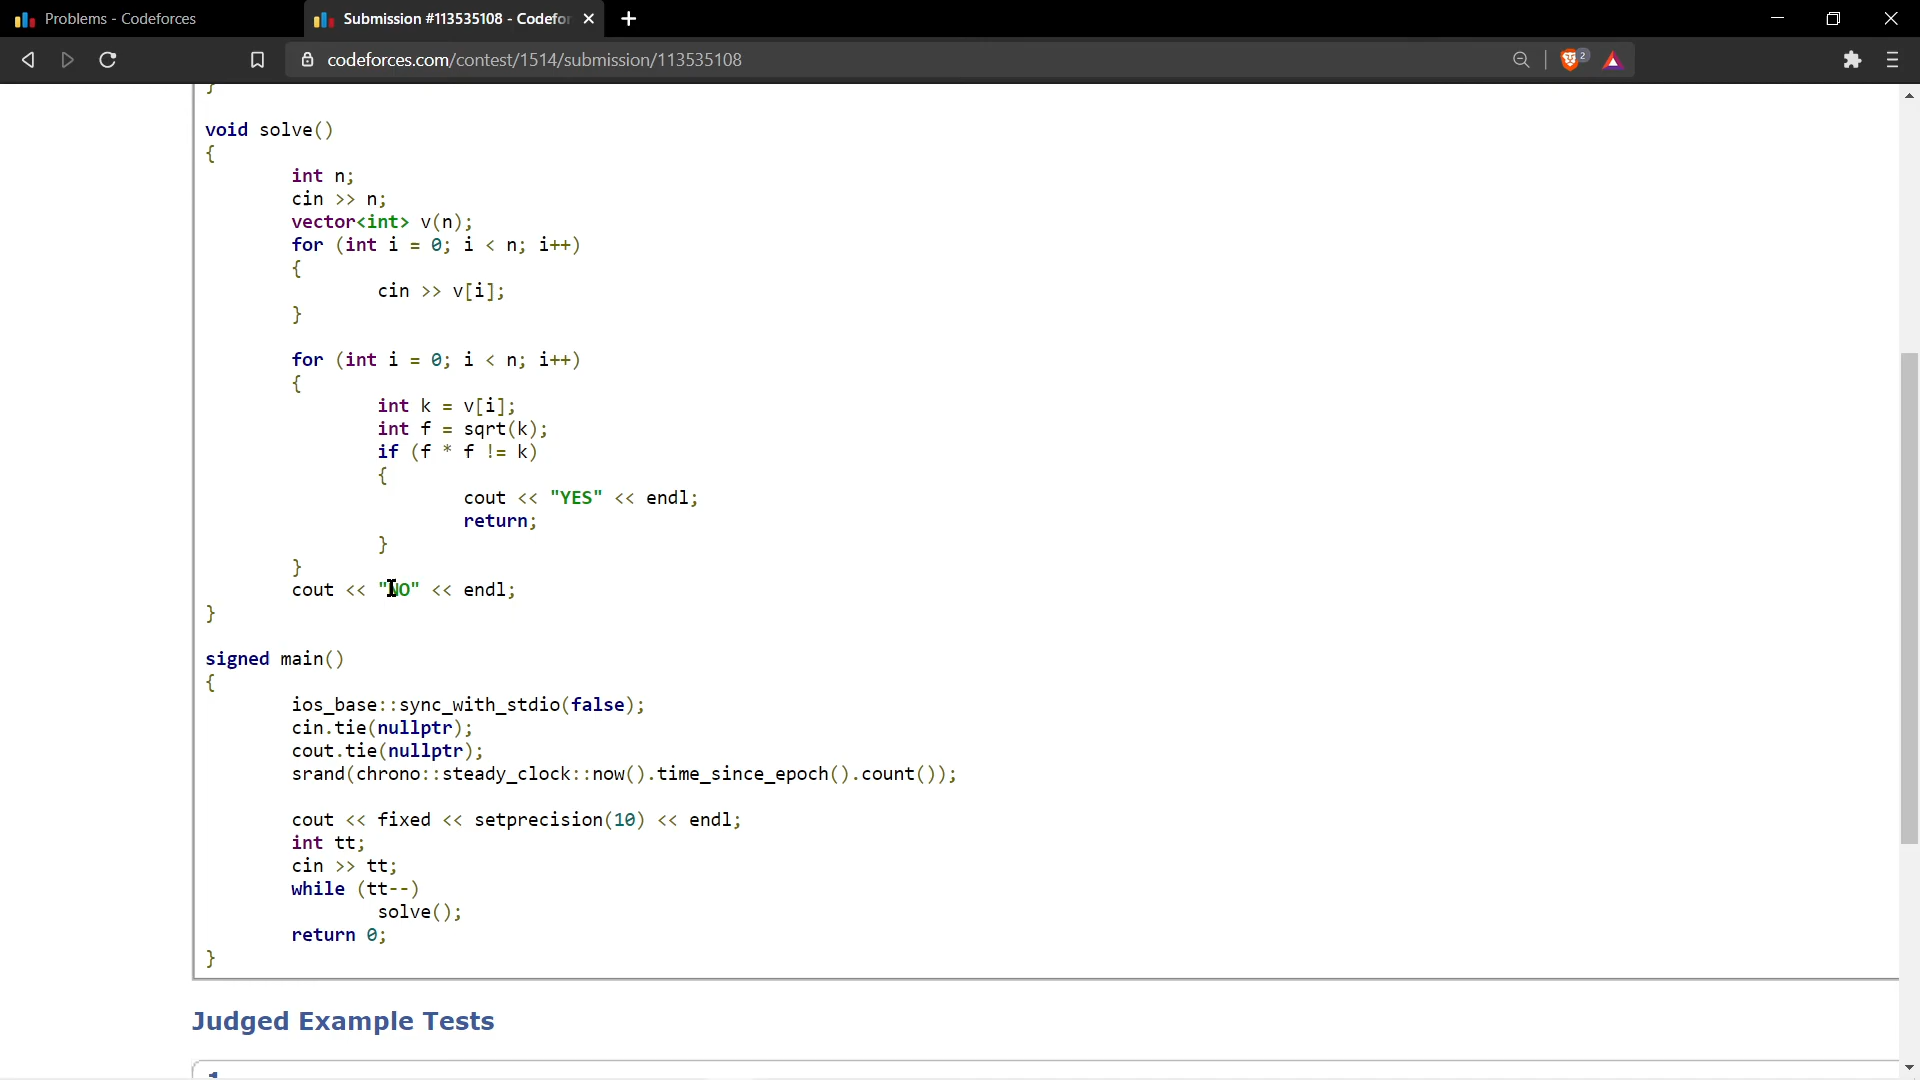 Problems - Codeforces
Submission #113535108 - Codefor
codeforces.com/contest/1514/submission/113535108
2
}
void solve()
{
int n;
cin >> n;
vector<int> v(n);
for (int i = 0; i < n; i++)
{
cin >> v[i];
}
for (int i = 0; i < n; i++)
{
int k = v[i];
int f = sqrt(k);
if (f * f != k)
{
cout << "YES" << endl;
return;
}
}
cout << "NO" << endl;
}
signed main()
{
ios_base::sync_with_stdio(false);
cin.tie(nullptr);
cout.tie(nullptr);
srand(chrono::steady_clock::now().time_since_epoch().count());
cout << fixed << setprecision(10) << endl;
int tt;
cin >> tt;
while (tt--)
solve();
return 0;
}
Judged Example Tests
1